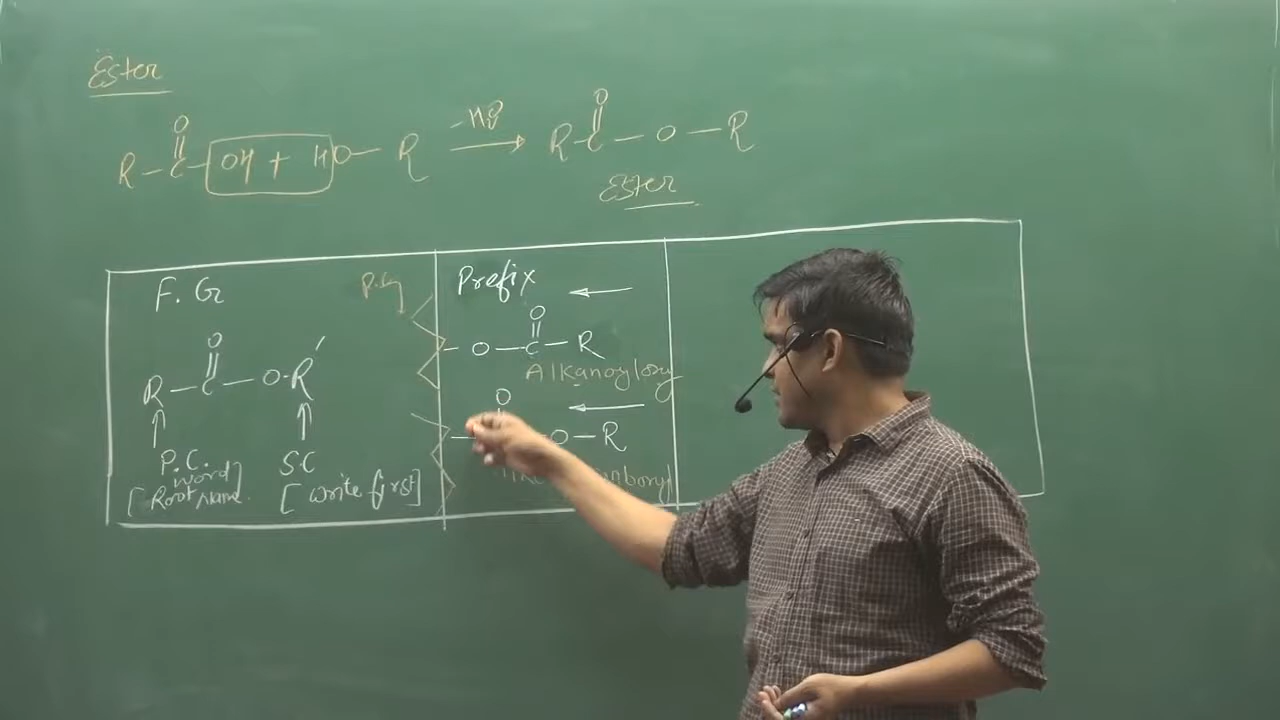 Ester
O O
R-C-OH + HO-R -H2O → R-C-O-R
Ester
F. G
Prefix ←
O
-O-C-R
Alkanoyloxy
O
R-C-O-R'
O ←
O-R
P.C. S.C
word
[Root Name [write first]